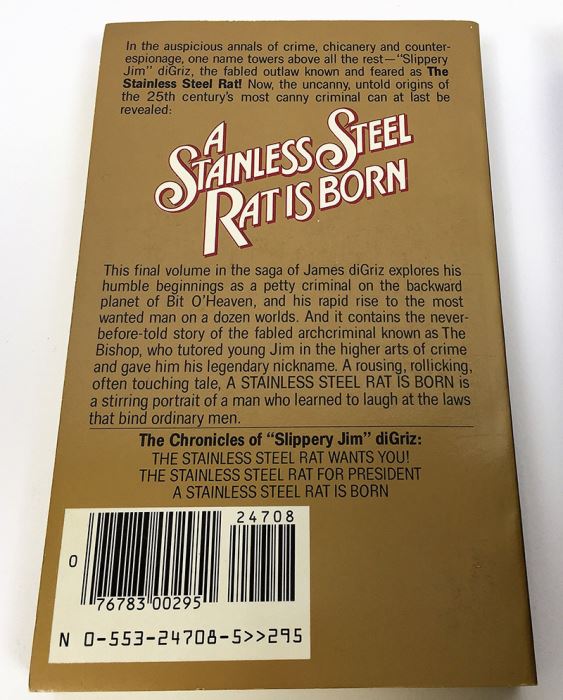 In the auspicious annals of crime, chicanery and counter-
espionage, one name towers above all the rest—“Slippery
Jim” diGriz, the fabled outlaw known and feared as The
Stainless Steel Rat! Now, the uncanny, untold origins of
the 25th century's most canny criminal can at last be
revealed:
A
STAINLESS STEEL
RAT IS BORN
This final volume in the saga of James diGriz explores his
humble beginnings as a petty criminal on the backward
planet of Bit O'Heaven, and his rapid rise to the most
wanted man on a dozen worlds. And it contains the never-
before-told story of the fabled archcriminal known as The
Bishop, who tutored young Jim in the higher arts of crime
and gave him his legendary nickname. A rousing, rollicking,
often touching tale, A STAINLESS STEEL RAT IS BORN is
a stirring portrait of a man who learned to laugh at the laws
that bind ordinary men.
The Chronicles of “Slippery Jim” diGriz:
THE STAINLESS STEEL RAT WANTS YOU!
THE STAINLESS STEEL RAT FOR PRESIDENT
A STAINLESS STEEL RAT IS BORN
24708
0
76783 00295
N 0-553-24708-5>>295